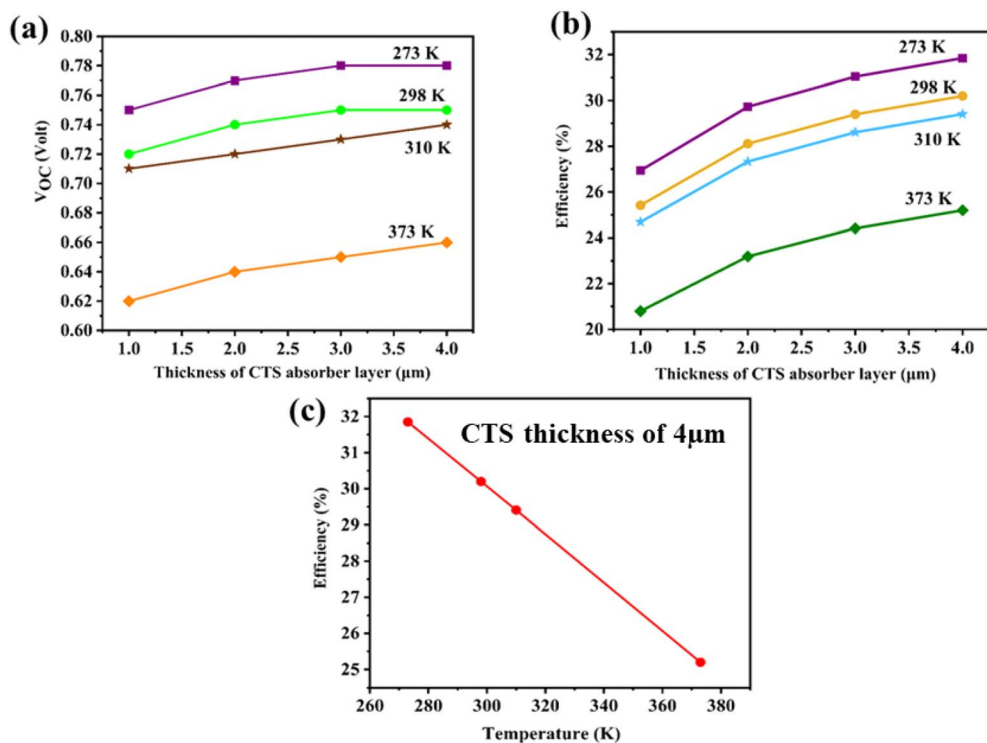 (a)
0.80
0.78
0.76
0.74
0.72
0.70
0.68
0.66
0.64
0.62
0.60
VOC (Volt)
273 K
298 K
310 K
373 K
1.0 1.5 2.0 2.5 3.0 3.5 4.0
Thickness of CTS absorber layer (µm)
(b)
32
30
28
26
24
22
20
Efficiency (%)
273 K
298 K
310 K
373 K
1.0 1.5 2.0 2.5 3.0 3.5 4.0
Thickness of CTS absorber layer (µm)
(c)
CTS thickness of 4µm
32
31
30
29
28
27
26
25
Efficiency (%)
260 280 300 320 340 360 380
Temperature (K)